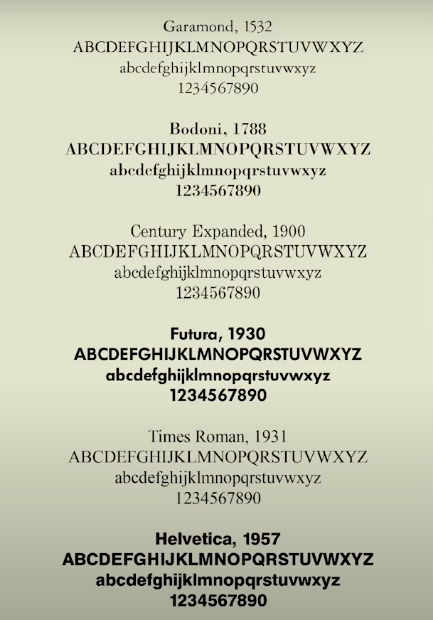 Garamond, 1532
ABCDEFGHIJKLMNOPQRSTUVWXYZ
abcdefghijklmnopqrstuvwxyz
1234567890
Bodoni, 1788
ABCDEFGHIJKLMNOPQRSTUVWXYZ
abcdefghijklmnopqrstuvwxyz
1234567890
Century Expanded, 1900
ABCDEFGHIJKLMNOPQRSTUVWXYZ
abcdefghijklmnopqrstuvwxyz
1234567890
Futura, 1930
ABCDEFGHIJKLMNOPQRSTUVWXYZ
abcdefghijklmnopqrstuvwxyz
1234567890
Times Roman, 1931
ABCDEFGHIJKLMNOPQRSTUVWXYZ
abcdefghijklmnopqrstuvwxyz
1234567890
Helvetica, 1957
ABCDEFGHIJKLMNOPQRSTUVWXYZ
abcdefghijklmnopqrstuvwxyz
1234567890